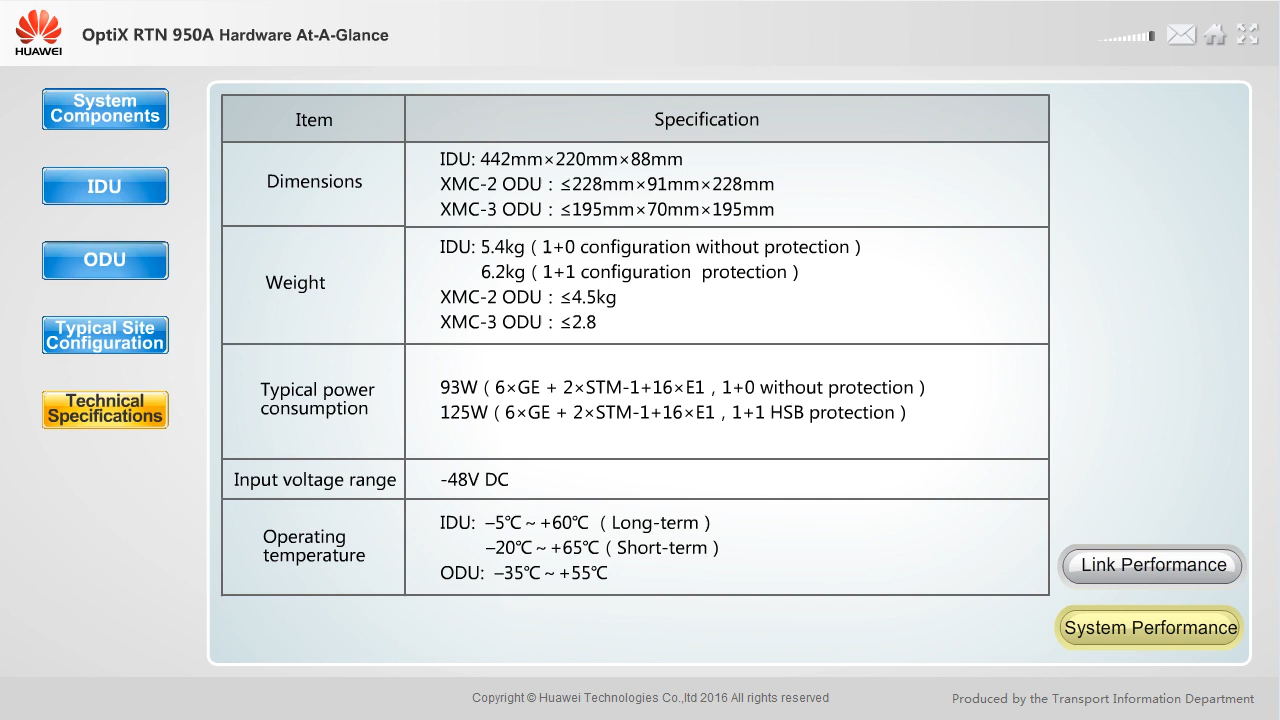 HUAWEI
OptiX RTN 950A Hardware At-A-Glance
System
Components
IDU
ODU
Typical Site
Configuration
Technical
Specifications
Item
Specification
Dimensions
IDU: 442mm×220mm×88mm
XMC-2 ODU：≤228mm×91mm×228mm
XMC-3 ODU：≤195mm×70mm×195mm
Weight
IDU: 5.4kg（1+0 configuration without protection）
6.2kg（1+1 configuration  protection）
XMC-2 ODU：≤4.5kg
XMC-3 ODU：≤2.8
Typical power
consumption
93W（6×GE + 2×STM-1+16×E1，1+0 without protection）
125W（6×GE + 2×STM-1+16×E1，1+1 HSB protection）
Input voltage range
-48V DC
Operating
temperature
IDU:  –5℃～+60℃（Long-term）
–20℃～+65℃（Short-term）
ODU:  –35℃～+55℃
Link Performance
System Performance
Copyright © Huawei Technologies Co.,ltd 2016 All rights reserved
Produced by the Transport Information Department